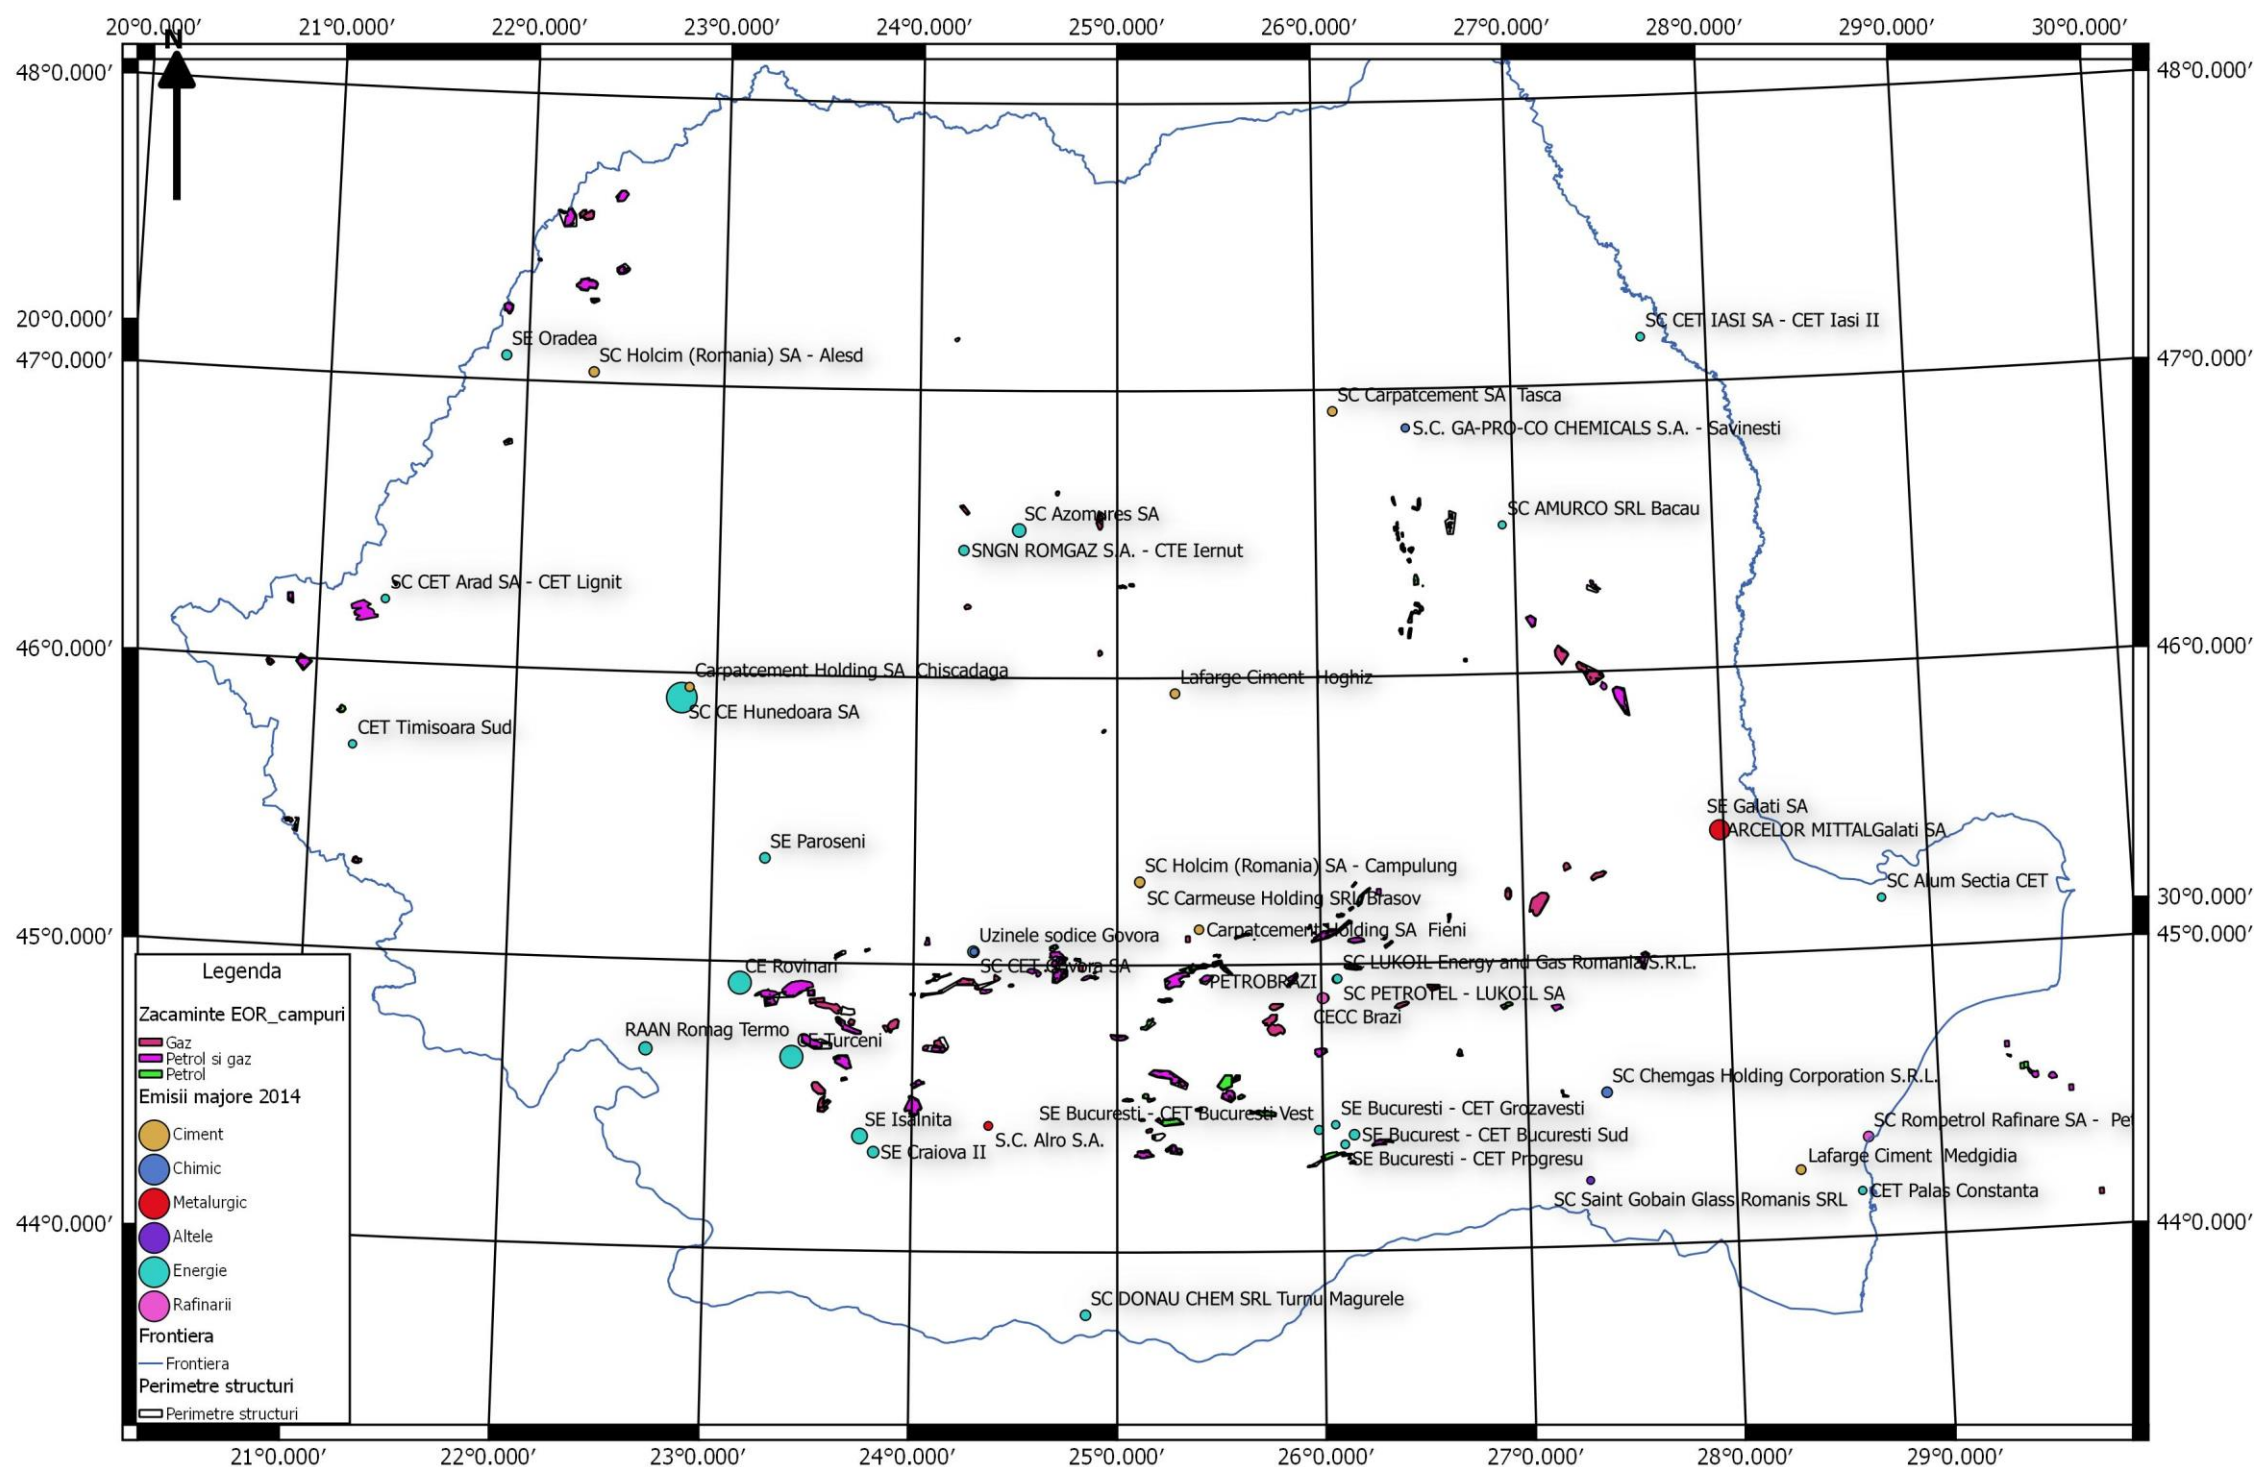 20°0.000′ 21°0.000′ 22°0.000′ 23°0.000′ 24°0.000′ 25°0.000′ 26°0.000′ 27°0.000′ 28°0.000′ 29°0.000′ 30°0.000′
N
48°0.000′ 48°0.000′
20°0.000′
SC CET IASI SA - CET Iasi II
SE Oradea
47°0.000′ 47°0.000′
SC Holcim (Romania) SA - Alesd
SC Carpatcement SA Tasca
S.C. GA-PRO-CO CHEMICALS S.A. - Savinesti
SC AMURCO SRL Bacau
SC Azomures SA
SNGN ROMGAZ S.A. - CTE Iernut
SC CET Arad SA - CET Lignit
46°0.000′ 46°0.000′
Carpatcement Holding SA Chiscadaga
Lafarge Ciment Hoghiz
SC CE Hunedoara SA
CET Timisoara Sud
SE Galati SA
ARCELOR MITTALGalati SA
SE Paroseni
SC Holcim (Romania) SA - Campulung
SC Alum Sectia CET
30°0.000′
SC Carmeuse Holding SRL Brasov
Carpatcement Holding SA Fieni
45°0.000′ 45°0.000′
Uzinele sodice Govora
SC CET Govora SA
CE Rovinari
SC LUKOIL Energy and Gas Romania S.R.L.
PETROBRAZI
SC PETROTEL - LUKOIL SA
CECC Brazi
RAAN Romag Termo
CE Turceni
SC Chemgas Holding Corporation S.R.L.
SE Bucuresti - CET Bucuresti Vest
SE Bucuresti - CET Grozavesti
SE Isalnita
SC Rompetrol Rafinare SA - Pet
SE Bucurest - CET Bucuresti Sud
S.C. Alro S.A.
SE Craiova II
SE Bucuresti - CET Progresu
Lafarge Ciment Medgidia
CET Palas Constanta
SC Saint Gobain Glass Romanis SRL
44°0.000′ 44°0.000′
SC DONAU CHEM SRL Turnu Magurele
Legenda
Zacaminte EOR_campuri
Gaz
Petrol si gaz
Petrol
Emisii majore 2014
Ciment
Chimic
Metalurgic
Altele
Energie
Rafinarii
Frontiera
Frontiera
Perimetre structuri
Perimetre structuri
21°0.000′ 22°0.000′ 23°0.000′ 24°0.000′ 25°0.000′ 26°0.000′ 27°0.000′ 28°0.000′ 29°0.000′